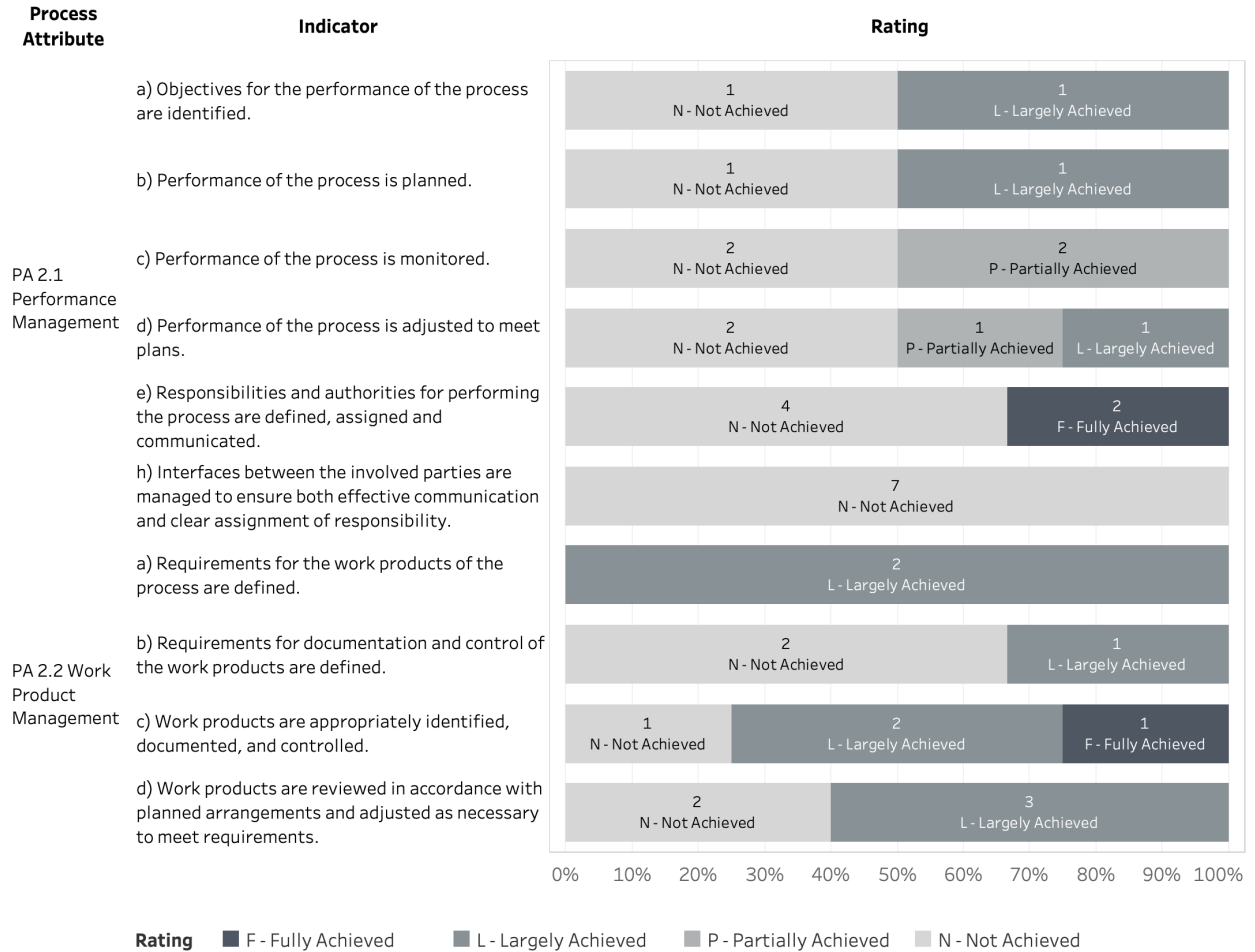 Process
Attribute
Indicator
Rating
PA 2.1
Performance
Management
a) Objectives for the performance of the process
are identified.
1
N - Not Achieved
1
L - Largely Achieved
b) Performance of the process is planned.
1
N - Not Achieved
1
L - Largely Achieved
c) Performance of the process is monitored.
2
N - Not Achieved
2
P - Partially Achieved
d) Performance of the process is adjusted to meet
plans.
2
N - Not Achieved
1
P - Partially Achieved
1
L - Largely Achieved
e) Responsibilities and authorities for performing
the process are defined, assigned and
communicated.
4
N - Not Achieved
2
F - Fully Achieved
h) Interfaces between the involved parties are
managed to ensure both effective communication
and clear assignment of responsibility.
7
N - Not Achieved
PA 2.2 Work
Product
Management
a) Requirements for the work products of the
process are defined.
2
L - Largely Achieved
b) Requirements for documentation and control of
the work products are defined.
2
N - Not Achieved
1
L - Largely Achieved
c) Work products are appropriately identified,
documented, and controlled.
1
N - Not Achieved
2
L - Largely Achieved
1
F - Fully Achieved
d) Work products are reviewed in accordance with
planned arrangements and adjusted as necessary
to meet requirements.
2
N - Not Achieved
3
L - Largely Achieved
0% 10% 20% 30% 40% 50% 60% 70% 80% 90% 100%
Rating F - Fully Achieved L - Largely Achieved P - Partially Achieved N - Not Achieved